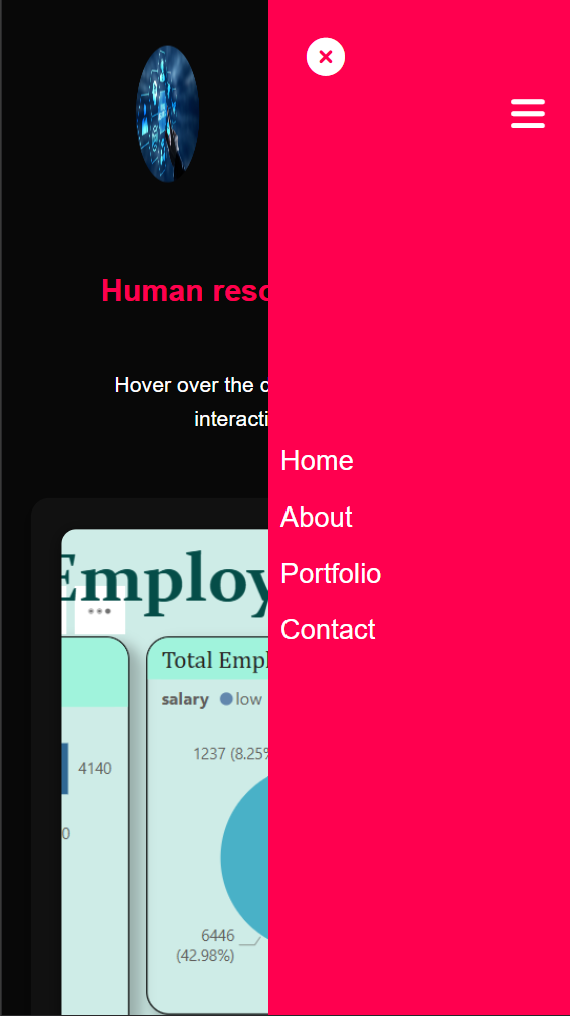 Human reso
Hover over the c
interacti
Home
About
Portfolio
Contact
Employ
Total Empl
salary low
1237 (8.25%
4140
0
6446
(42.98%)